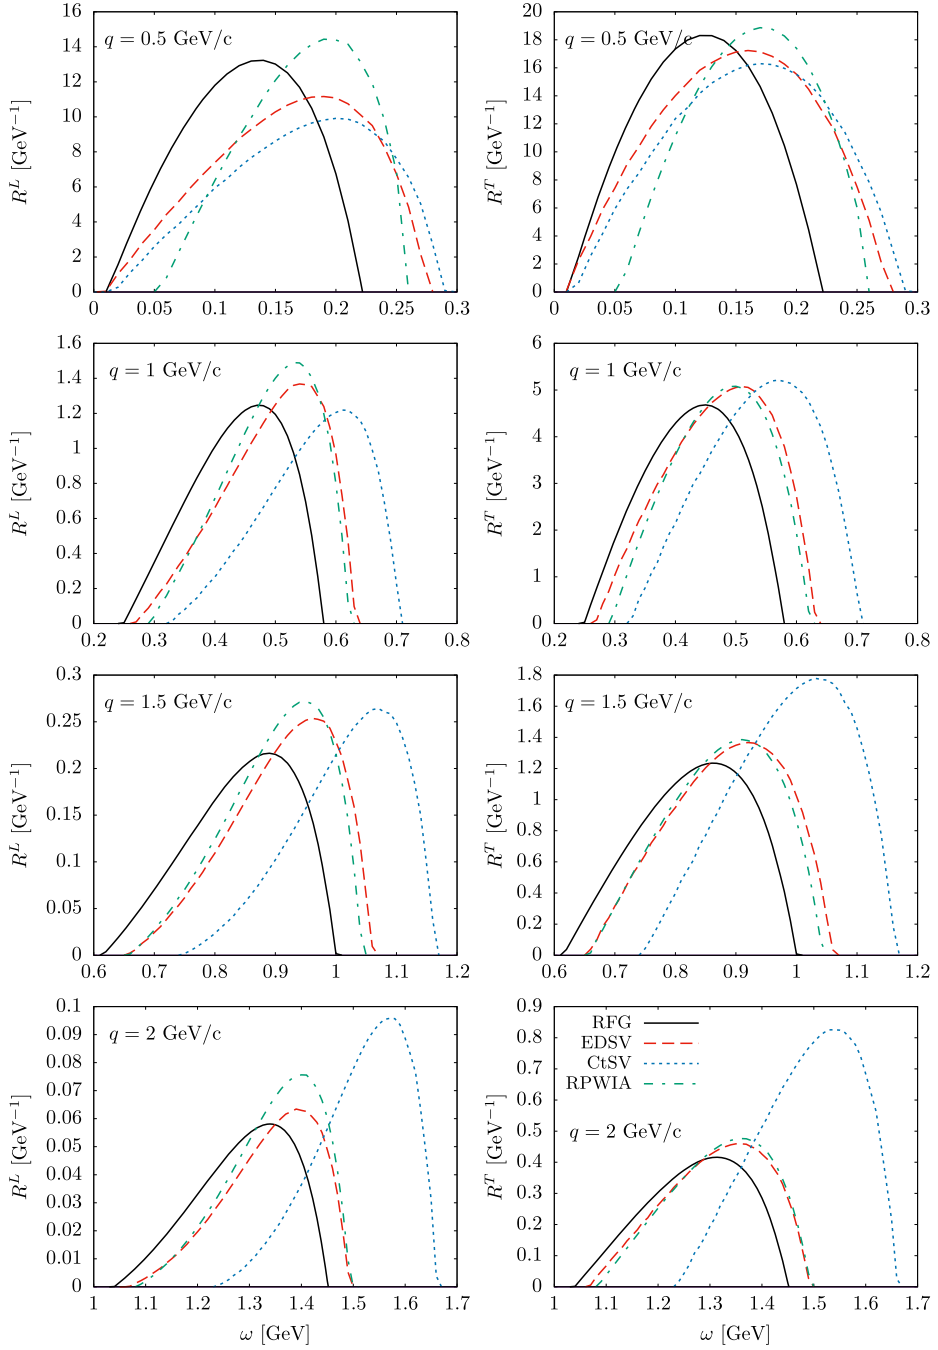 q = 0.5 GeV/c
R^L [GeV⁻¹]
16
14
12
10
8
6
4
2
0
0 0.05 0.1 0.15 0.2 0.25 0.3
q = 0.5 GeV/c
R^T [GeV⁻¹]
20
18
16
14
12
10
8
6
4
2
0
0 0.05 0.1 0.15 0.2 0.25 0.3
q = 1 GeV/c
R^L [GeV⁻¹]
1.6
1.4
1.2
1
0.8
0.6
0.4
0.2
0
0.2 0.3 0.4 0.5 0.6 0.7 0.8
q = 1 GeV/c
R^T [GeV⁻¹]
6
5
4
3
2
1
0
0.2 0.3 0.4 0.5 0.6 0.7 0.8
q = 1.5 GeV/c
R^L [GeV⁻¹]
0.3
0.25
0.2
0.15
0.1
0.05
0
0.6 0.7 0.8 0.9 1 1.1 1.2
q = 1.5 GeV/c
R^T [GeV⁻¹]
1.8
1.6
1.4
1.2
1
0.8
0.6
0.4
0.2
0
0.6 0.7 0.8 0.9 1 1.1 1.2
q = 2 GeV/c
R^L [GeV⁻¹]
0.1
0.09
0.08
0.07
0.06
0.05
0.04
0.03
0.02
0.01
0
1 1.1 1.2 1.3 1.4 1.5 1.6 1.7
ω [GeV]
RFG
EDSV
CtSV
RPWIA
q = 2 GeV/c
R^T [GeV⁻¹]
0.9
0.8
0.7
0.6
0.5
0.4
0.3
0.2
0.1
0
1 1.1 1.2 1.3 1.4 1.5 1.6 1.7
ω [GeV]